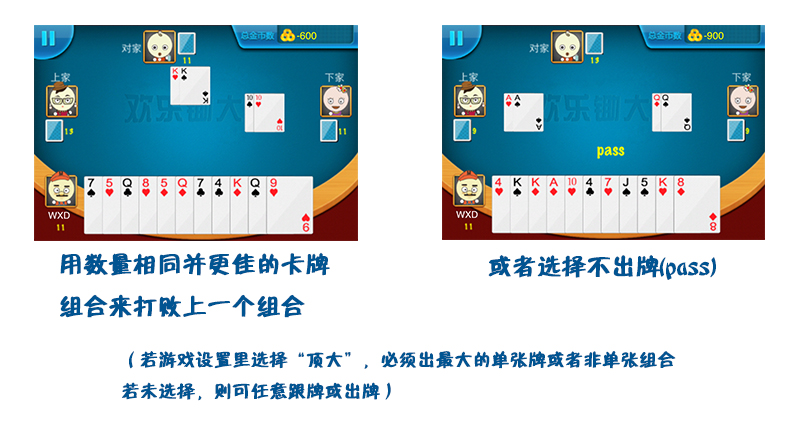 总金币数 -600
对家
11
K K K
上家
13
10 10 10
下家
11
欢乐锄大
7 5 Q 8 5 Q 7 4 K Q 9 9
WXD
11
总金币数 -900
对家
13
上家
9
A A A
Q Q Q
下家
9
欢乐锄大
pass
4 K K A 10 4 7 J 5 K 8 8
WXD
11
用数量相同并更佳的卡牌
组合来打败上一个组合
或者选择不出牌(pass)
(若游戏设置里选择“顶大”,必须出最大的单张牌或者非单张组合
若未选择,则可任意跟牌或出牌)